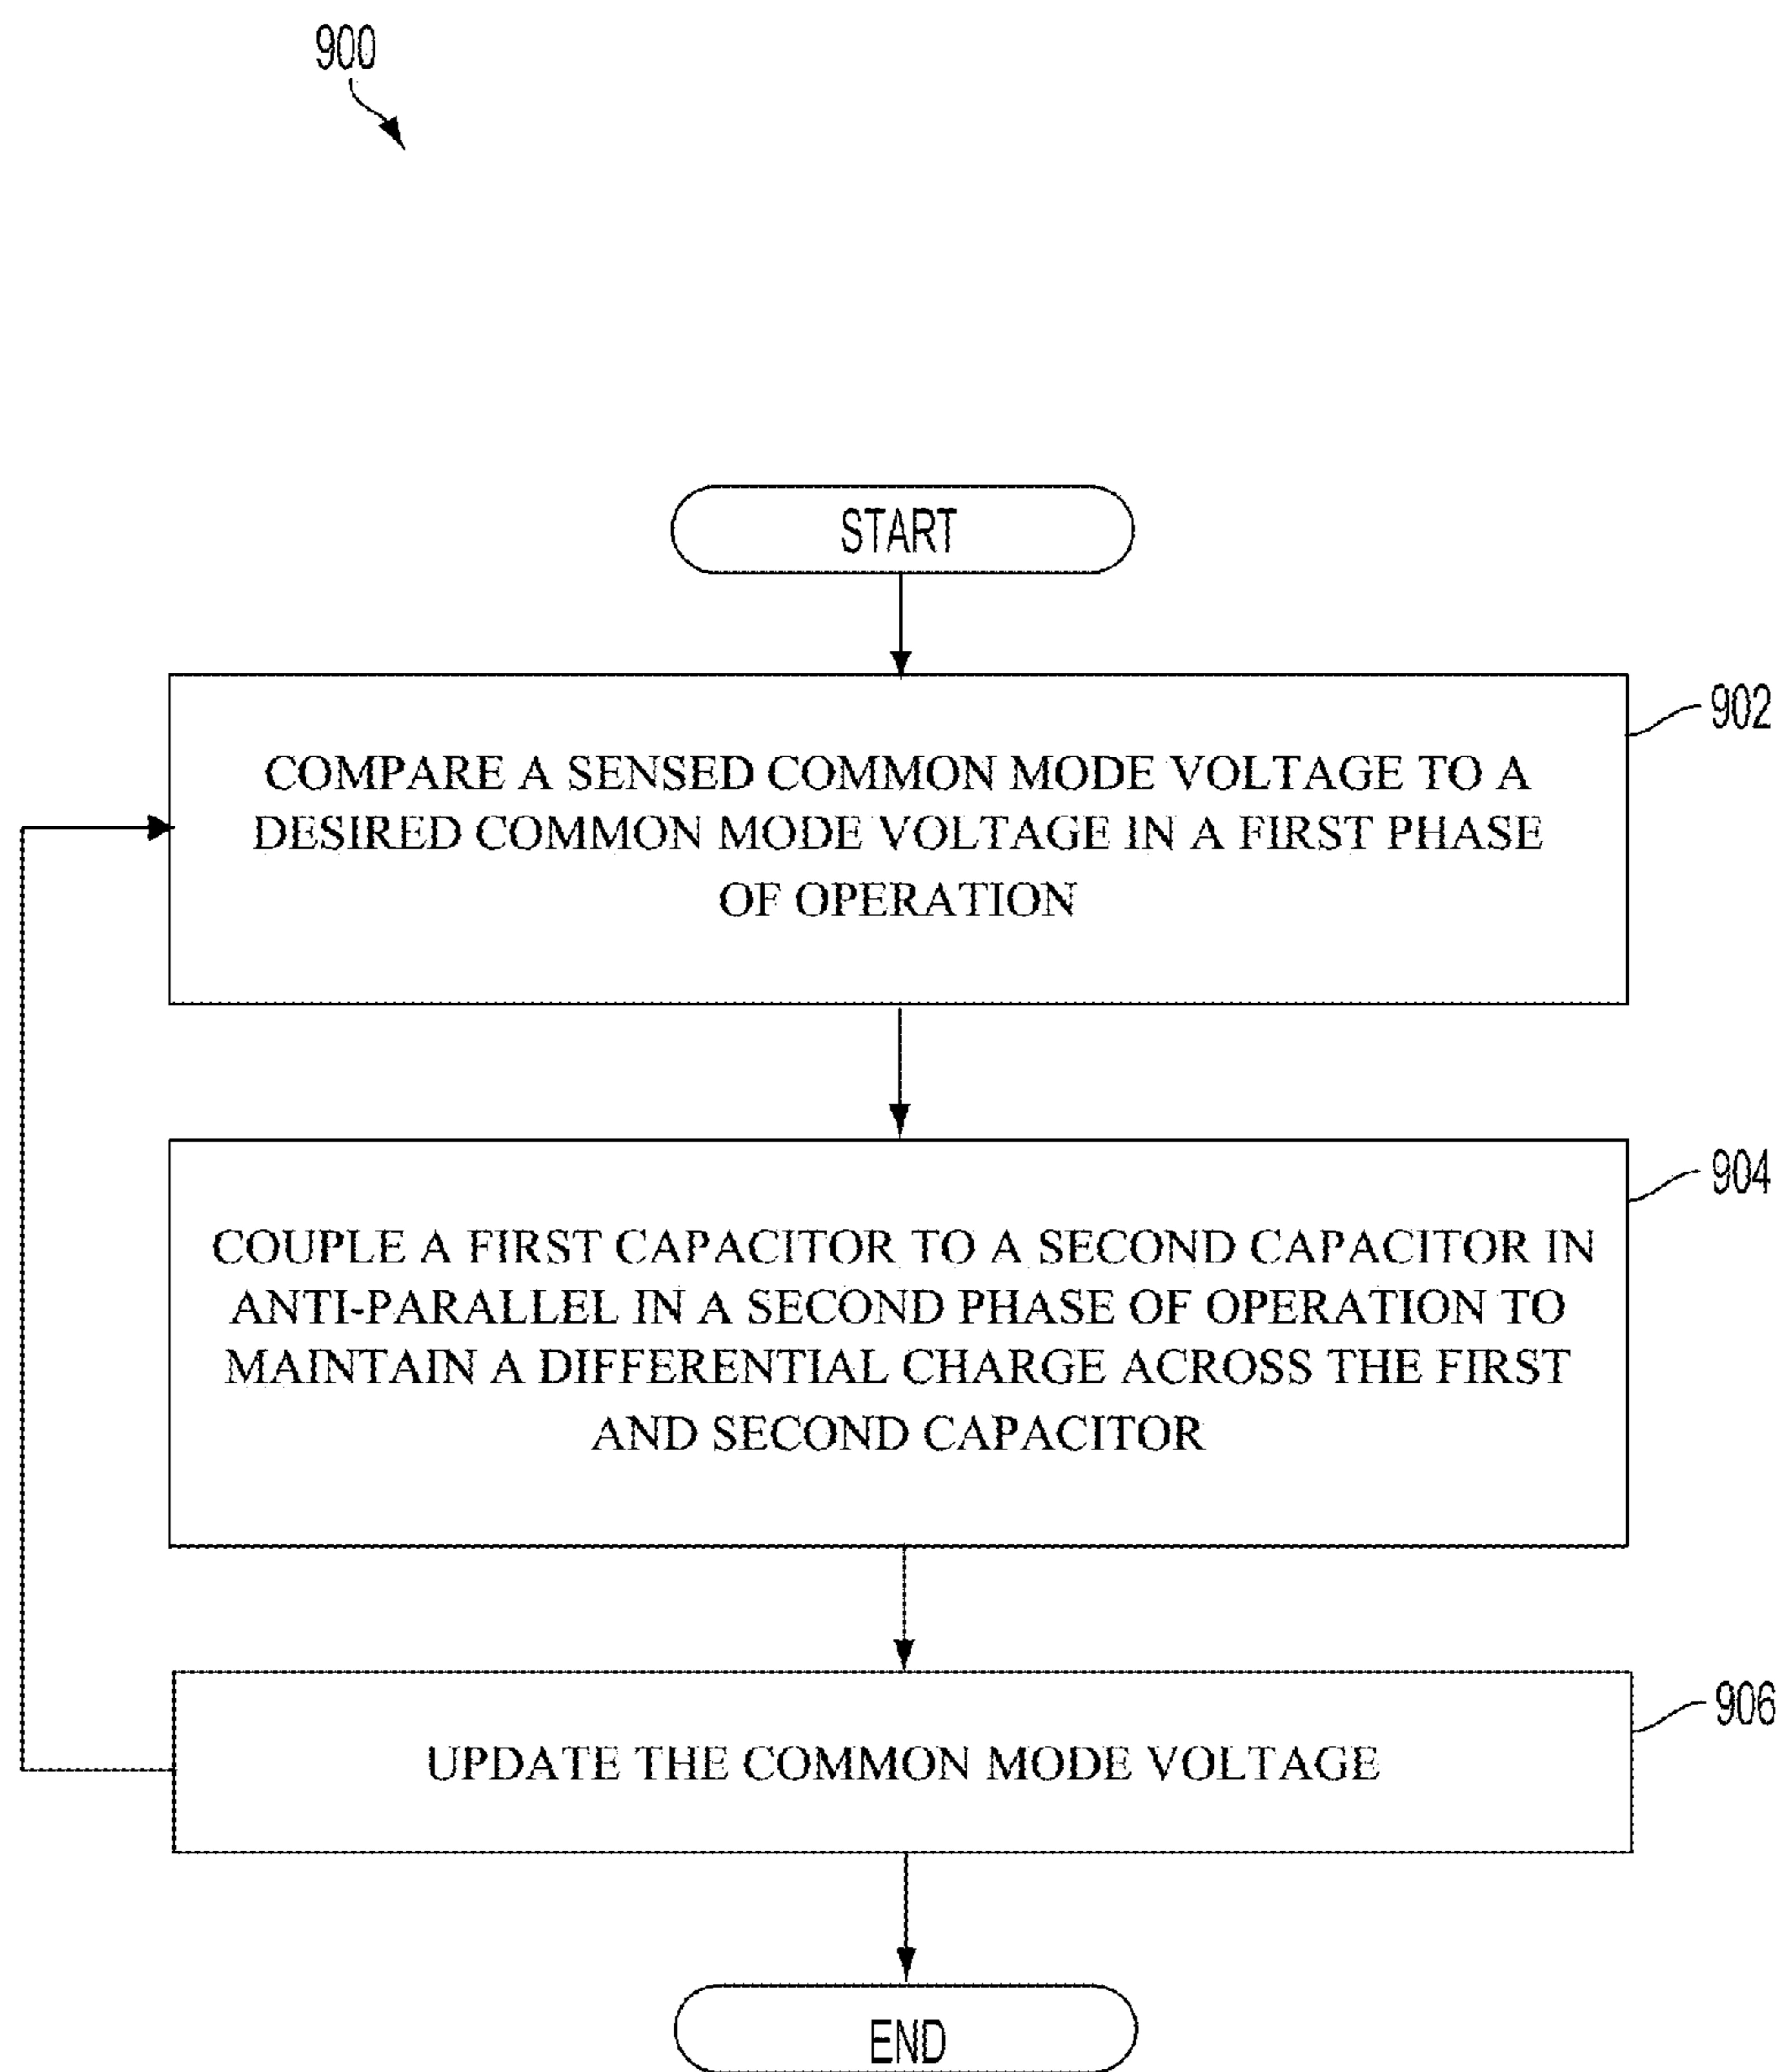 900
START
902
COMPARE A SENSED COMMON MODE VOLTAGE TO A
DESIRED COMMON MODE VOLTAGE IN A FIRST PHASE
OF OPERATION
904
COUPLE A FIRST CAPACITOR TO A SECOND CAPACITOR IN
ANTI-PARALLEL IN A SECOND PHASE OF OPERATION TO
MAINTAIN A DIFFERENTIAL CHARGE ACROSS THE FIRST
AND SECOND CAPACITOR
906
UPDATE THE COMMON MODE VOLTAGE
END